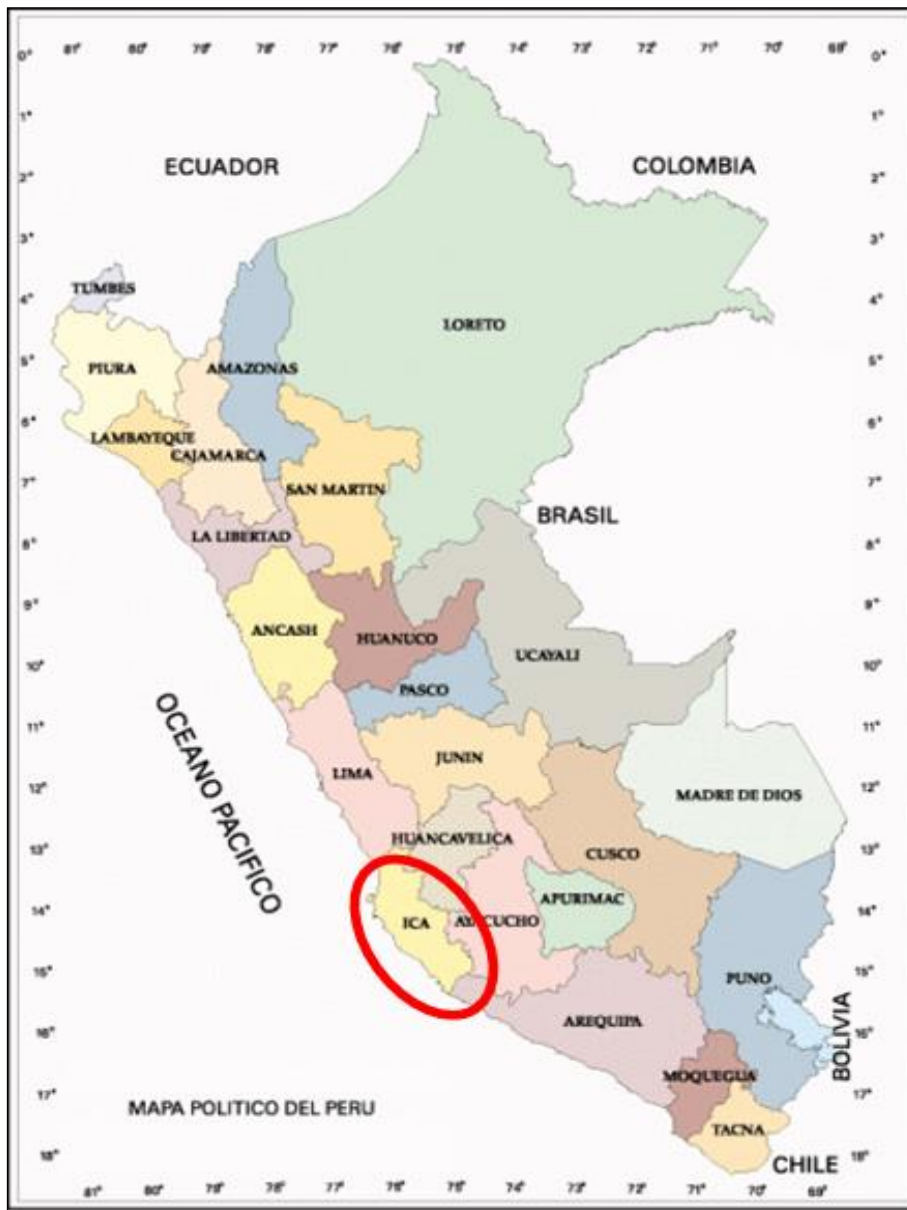 81° 80° 79° 78° 77° 76° 75° 74° 73° 72° 71° 70° 69°
0° 0°
1° 1°
ECUADOR COLOMBIA
2° 2°
3° 3°
TUMBES
4° 4°
LORETO
5° 5°
PIURA AMAZONAS
6° 6°
LAMBAYEQUE
CAJAMARCA
7° 7°
SAN MARTIN
BRASIL
LA LIBERTAD
8° 8°
9° 9°
ANCASH HUANUCO
UCAYALI
10° 10°
PASCO
OCEANO PACIFICO
11° 11°
JUNIN
LIMA
12° 12°
MADRE DE DIOS
HUANCAVELICA
13° 13°
CUSCO
APURIMAC
14° 14°
ICA AYACUCHO
15° 15°
PUNO
AREQUIPA
16° 16°
BOLIVIA
MOQUEGUA
17° 17°
MAPA POLITICO DEL PERU
TACNA
18° 18°
CHILE
81° 80° 79° 78° 77° 76° 75° 74° 73° 72° 71° 70° 69°